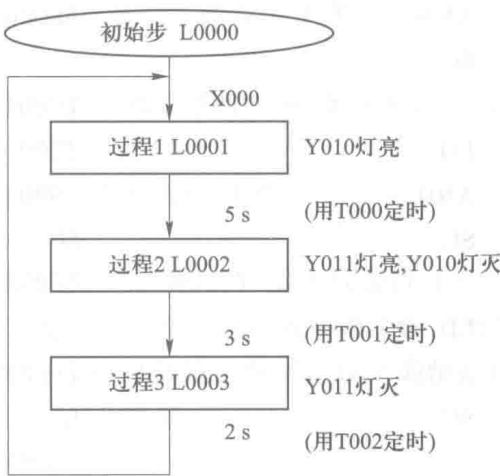 初始步 L0000
X000
过程1 L0001 Y010灯亮
5 s (用T000定时)
过程2 L0002 Y011灯亮,Y010灯灭
3 s (用T001定时)
过程3 L0003 Y011灯灭
2 s (用T002定时)